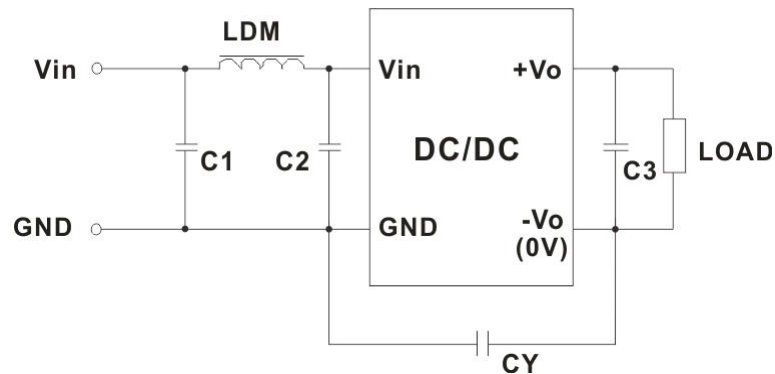 LDM
Vin
Vin
+Vo
C1
C2
DC/DC
C3
LOAD
GND
GND
-Vo
(0V)
CY